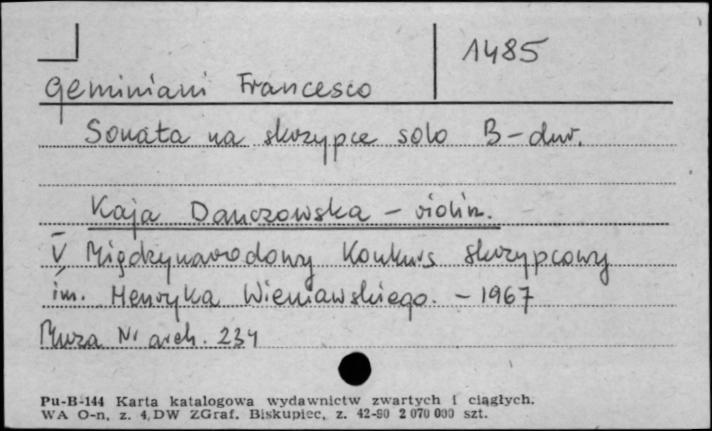 1485
Geminiani Francesco
Sonata na skrzypce solo B-dur.
Kaja Danczowska - violin.
V Międzynarodowy Konkurs skrzypcowy
im. Henryka Wieniawskiego. - 1967
Muza Nr arch. 234
Pu-B-144 Karta katalogowa wydawnictw zwartych i ciągłych.
WA O-n, z. 4, DW ZGraf. Biskupiec, z. 42-80 2 070 000 szt.